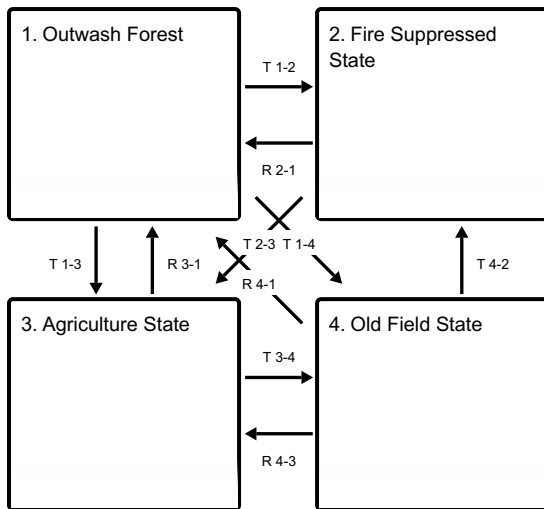 1. Outwash Forest
2. Fire Suppressed
State
T 1-2
R 2-1
T 2-3
T 1-4
T 1-3
R 3-1
R 4-1
T 4-2
3. Agriculture State
4. Old Field State
T 3-4
R 4-3